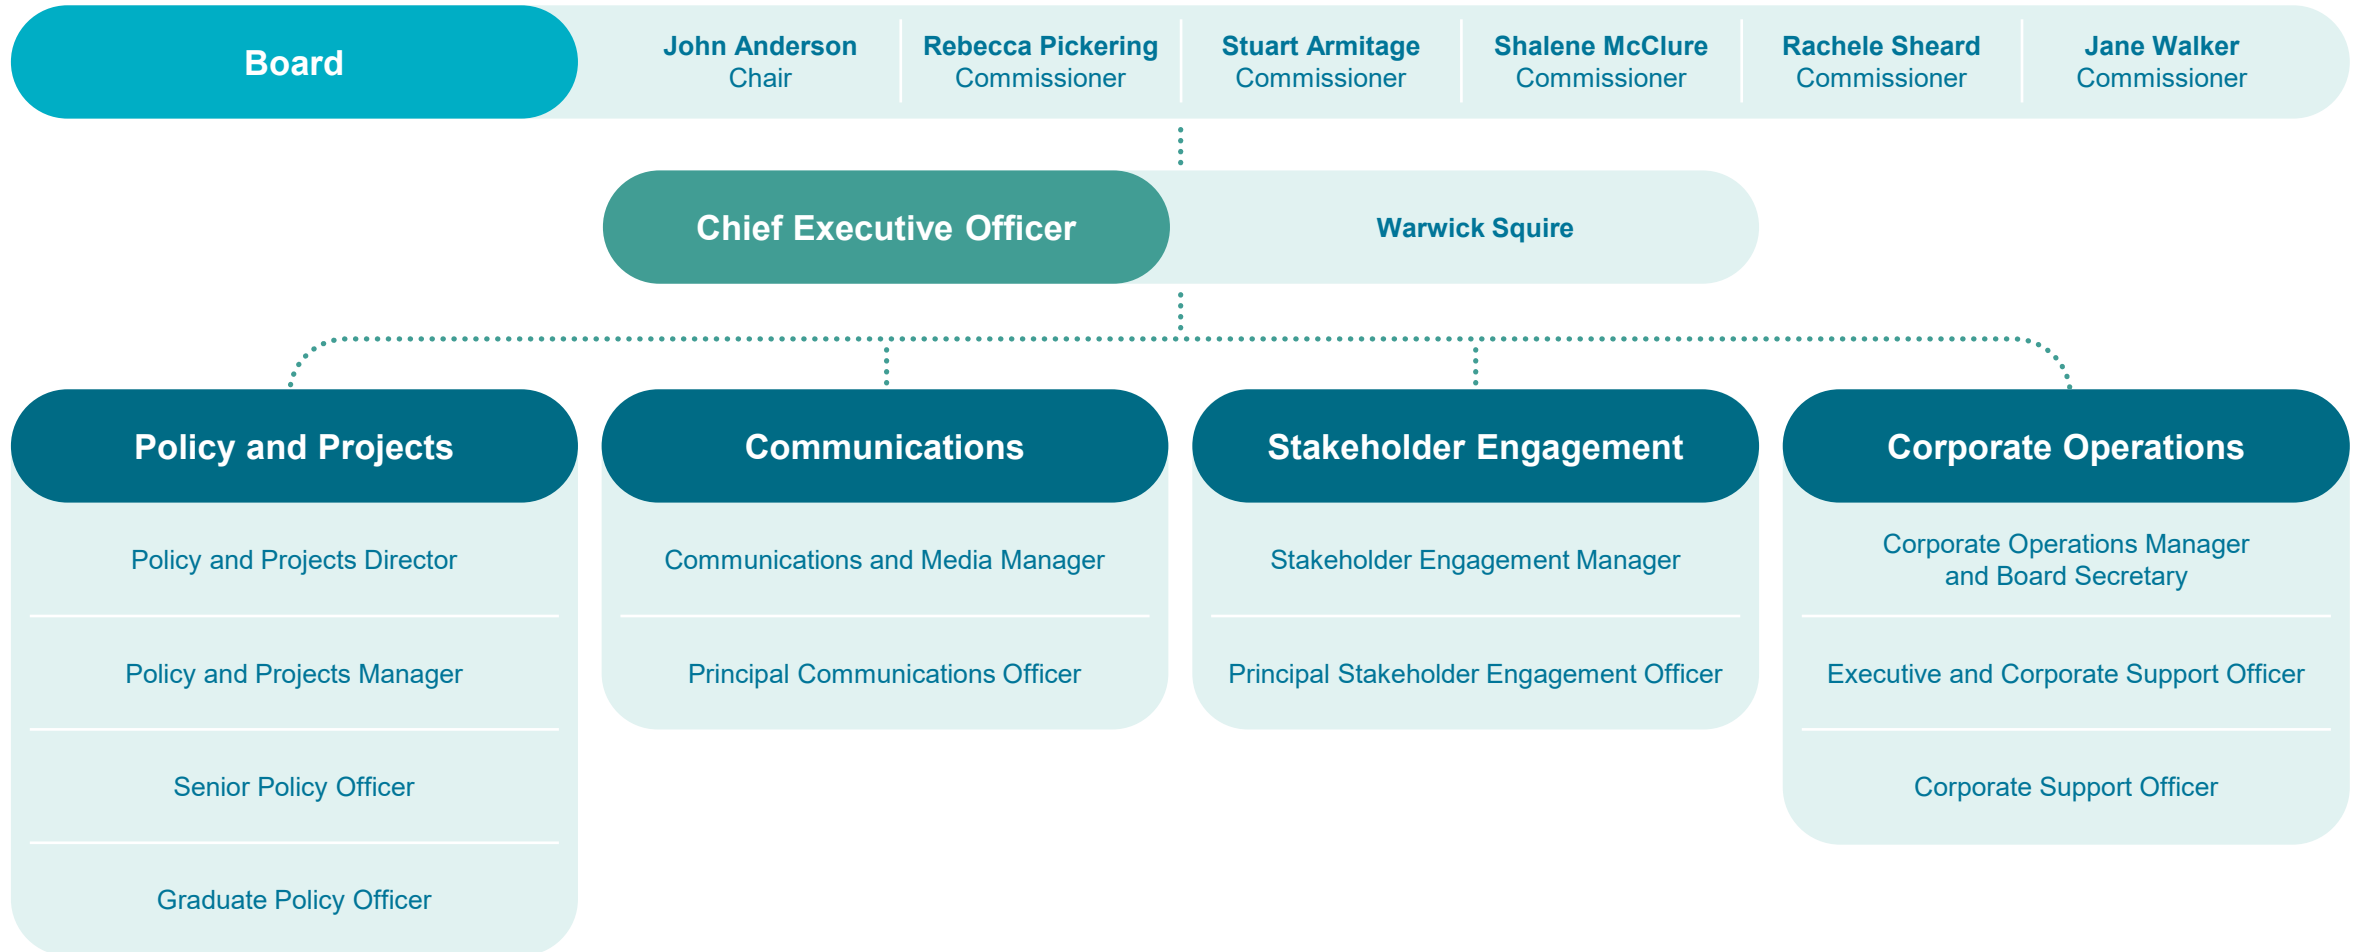 Board
John Anderson
Chair
Rebecca Pickering
Commissioner
Stuart Armitage
Commissioner
Shalene McClure
Commissioner
Rachele Sheard
Commissioner
Jane Walker
Commissioner
Chief Executive Officer
Warwick Squire
Policy and Projects
Policy and Projects Director
Policy and Projects Manager
Senior Policy Officer
Graduate Policy Officer
Communications
Communications and Media Manager
Principal Communications Officer
Stakeholder Engagement
Stakeholder Engagement Manager
Principal Stakeholder Engagement Officer
Corporate Operations
Corporate Operations Manager
and Board Secretary
Executive and Corporate Support Officer
Corporate Support Officer